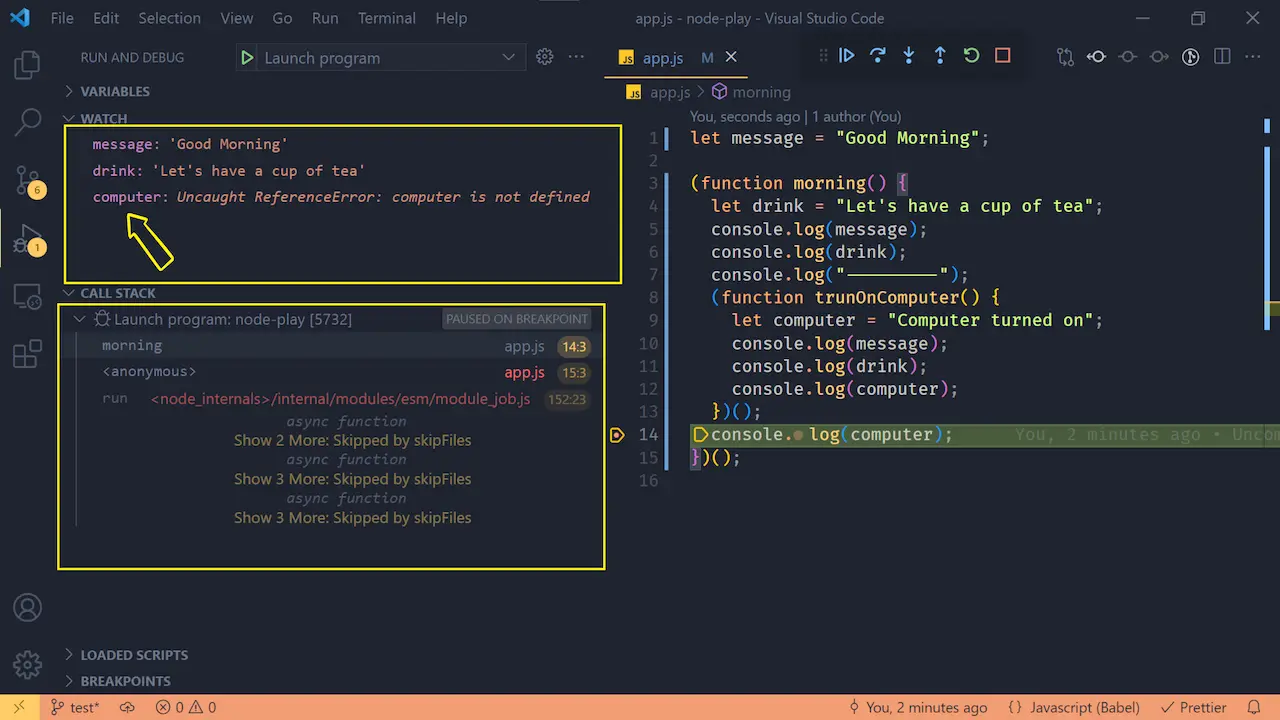 File Edit Selection View Go Run Terminal Help app.js - node-play - Visual Studio Code
RUN AND DEBUG Launch program ··· JS app.js M
VARIABLES
JS app.js > morning
WATCH
You, seconds ago | 1 author (You)
message: 'Good Morning'
drink: 'Let's have a cup of tea'
computer: Uncaught ReferenceError: computer is not defined
6
1
CALL STACK
Launch program: node-play [5732] PAUSED ON BREAKPOINT
morning app.js 14:3
<anonymous> app.js 15:3
run <node_internals>/internal/modules/esm/module_job.js 152:23
async function
Show 2 More: Skipped by skipFiles
async function
Show 3 More: Skipped by skipFiles
async function
Show 3 More: Skipped by skipFiles
LOADED SCRIPTS
BREAKPOINTS
1 let message = "Good Morning";
2
3 (function morning() {
4 let drink = "Let's have a cup of tea";
5 console.log(message);
6 console.log(drink);
7 console.log("—————————");
8 (function trunOnComputer() {
9 let computer = "Computer turned on";
10 console.log(message);
11 console.log(drink);
12 console.log(computer);
13 })();
14 console.log(computer); You, 2 minutes ago • Uncom
15 })();
16
test* 0 0 You, 2 minutes ago {} Javascript (Babel) Prettier